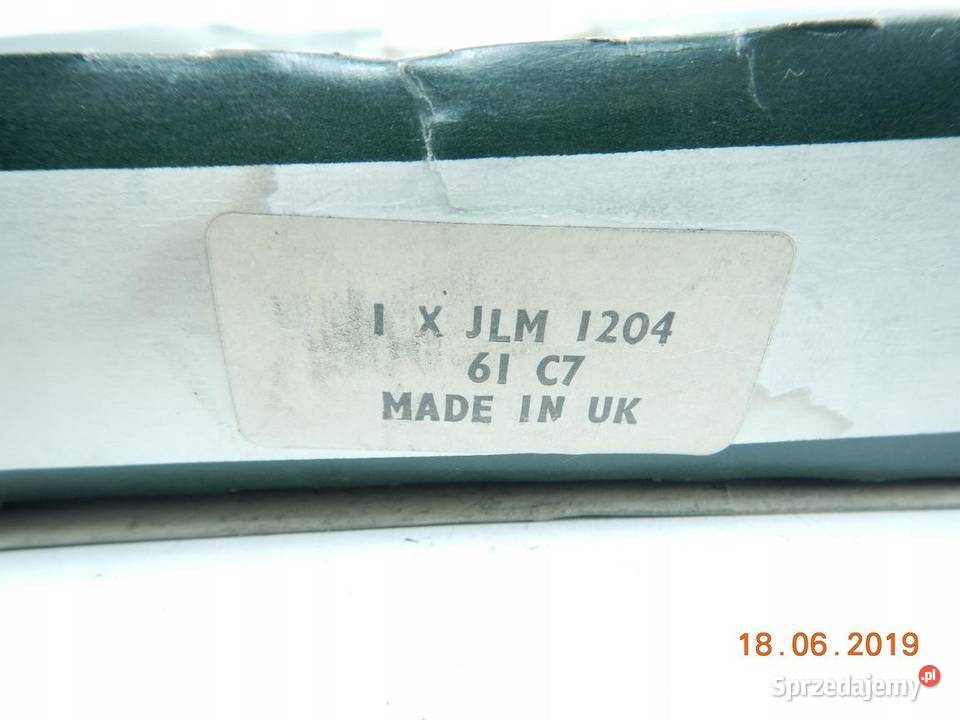 1 X JLM 1204
61 C7
MADE IN UK
18.06.2019
Sprzedajemy.pl